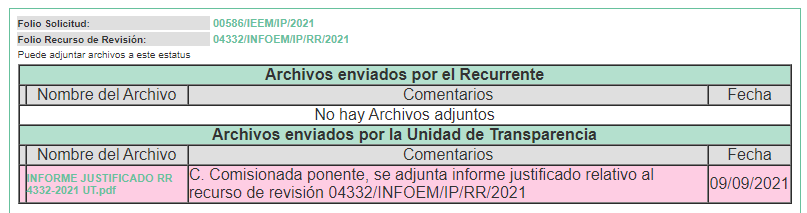 Folio Solicitud: 00586/IEEM/IP/2021
Folio Recurso de Revisión: 04332/INFOEM/IP/RR/2021
Puede adjuntar archivos a este estatus
Archivos enviados por el Recurrente
Nombre del Archivo Comentarios Fecha
No hay Archivos adjuntos
Archivos enviados por la Unidad de Transparencia
Nombre del Archivo Comentarios Fecha
INFORME JUSTIFICADO RR
4332-2021 UT.pdf
C. Comisionada ponente, se adjunta informe justificado relativo al
recurso de revisión 04332/INFOEM/IP/RR/2021
09/09/2021